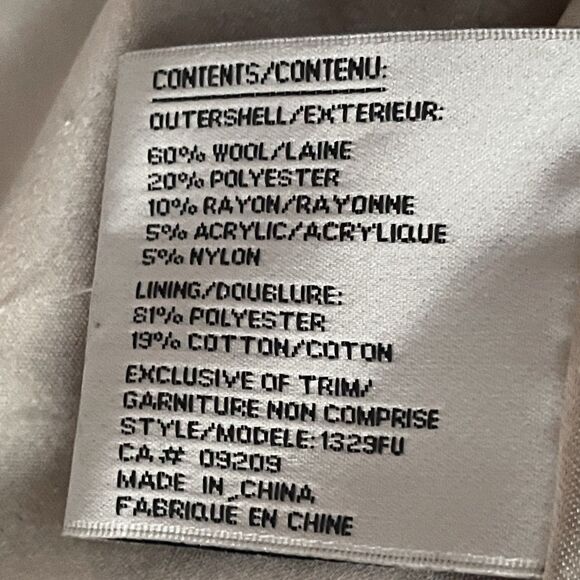 CONTENTS/CONTENU:
OUTERSHELL/EXTERIEUR:
60% WOOL/LAINE
20% POLYESTER
10% RAYON/RAYONNE
5% ACRYLIC/ACRYLIQUE
5% NYLON
LINING/DOUBLURE:
81% POLYESTER
19% COTTON/COTON
EXCLUSIVE OF TRIM/
GARNITURE NON COMPRISE
STYLE/MODELE:1329FU
CA.# 09209
MADE IN CHINA
FABRIQUE EN CHINE